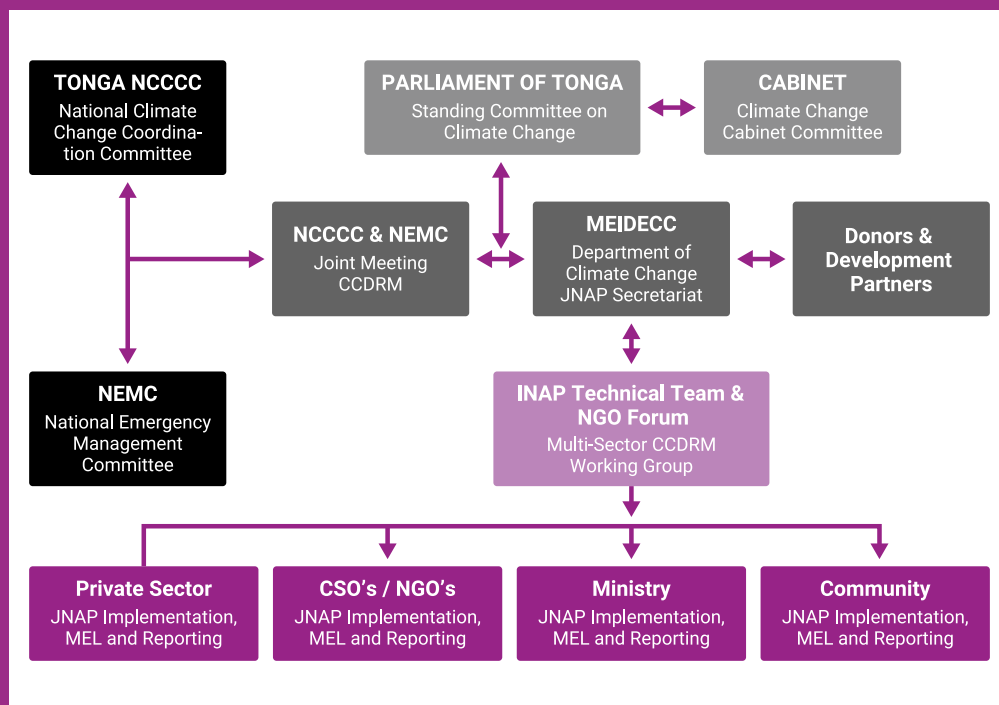 TONGA NCCCC
National Climate
Change Coordina-
tion Committee
PARLIAMENT OF TONGA
Standing Committee on
Climate Change
CABINET
Climate Change
Cabinet Committee
NCCCC & NEMC
Joint Meeting
CCDRM
MEIDECC
Department of
Climate Change
JNAP Secretariat
Donors &
Development
Partners
NEMC
National Emergency
Management
Committee
INAP Technical Team &
NGO Forum
Multi-Sector CCDRM
Working Group
Private Sector
JNAP Implementation,
MEL and Reporting
CSO's / NGO's
JNAP Implementation,
MEL and Reporting
Ministry
JNAP Implementation,
MEL and Reporting
Community
JNAP Implementation,
MEL and Reporting